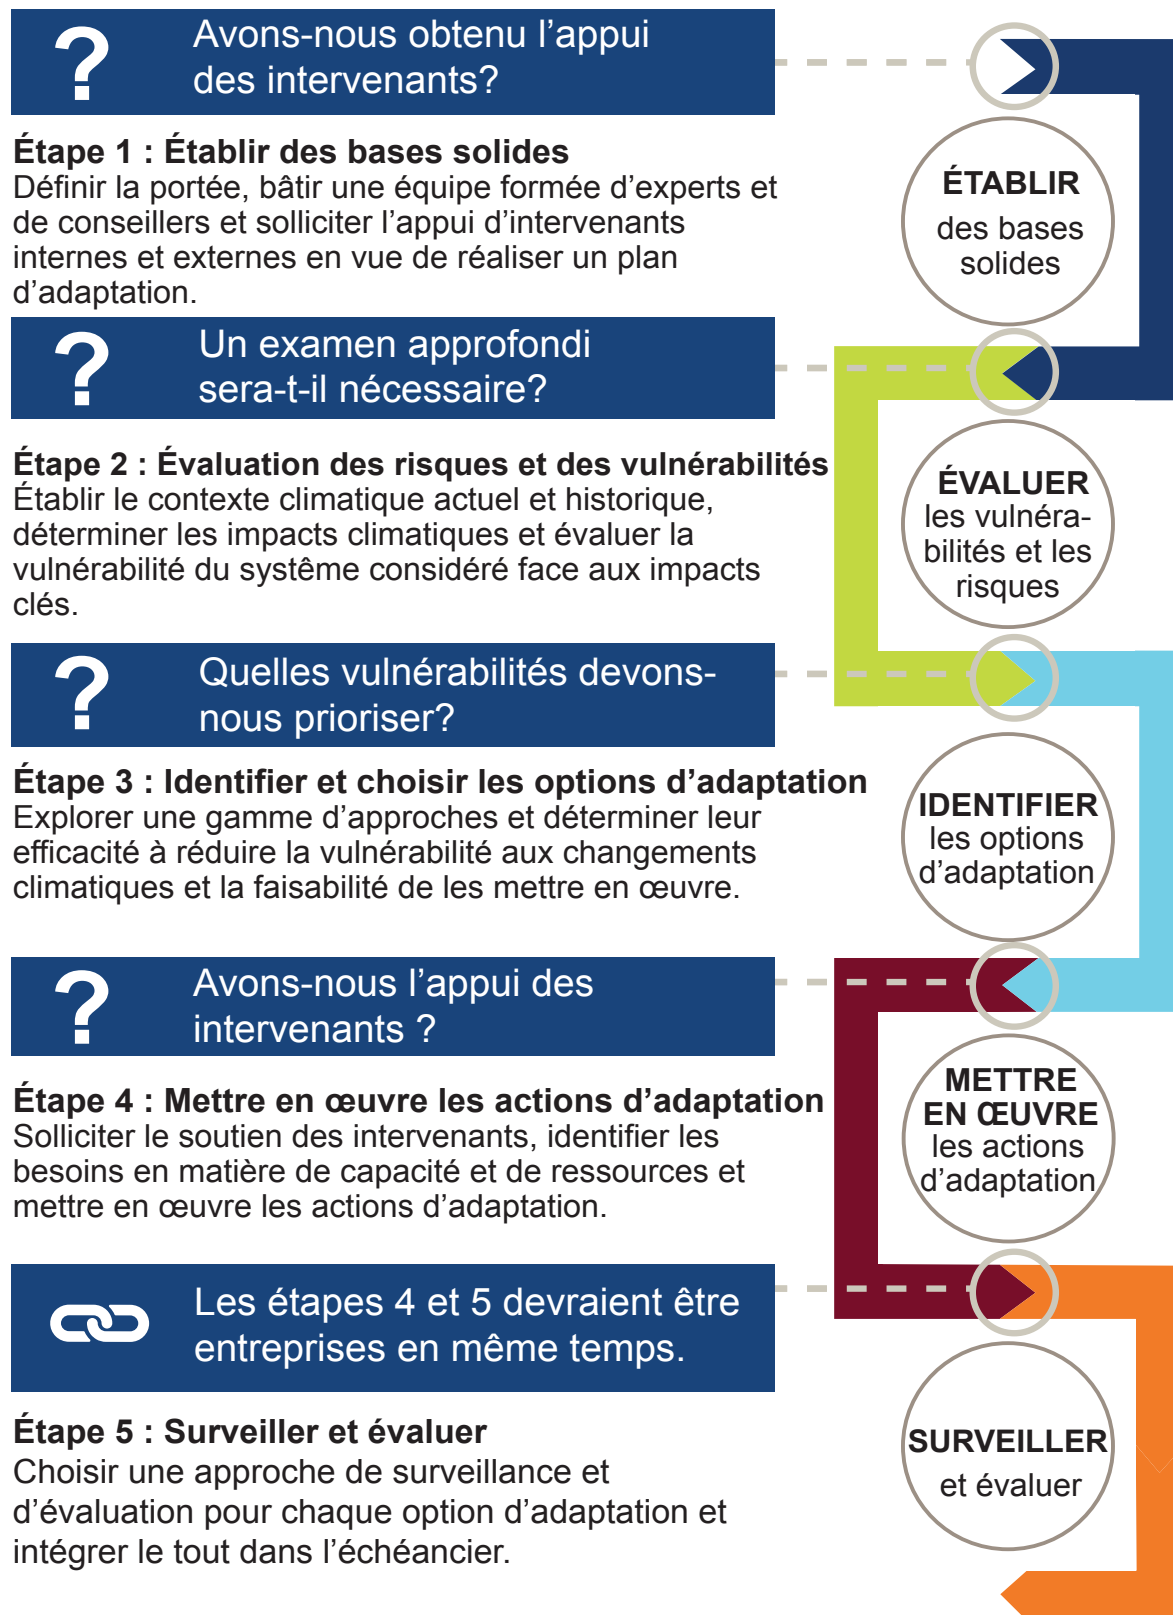 ?
Avons-nous obtenu l’appui
des intervenants?
Étape 1 : Établir des bases solides
Définir la portée, bâtir une équipe formée d’experts et
de conseillers et solliciter l’appui d’intervenants
internes et externes en vue de réaliser un plan
d’adaptation.
ÉTABLIR
des bases
solides
?
Un examen approfondi
sera-t-il nécessaire?
Étape 2 : Évaluation des risques et des vulnérabilités
Établir le contexte climatique actuel et historique,
déterminer les impacts climatiques et évaluer la
vulnérabilité du systême considéré face aux impacts
clés.
ÉVALUER
les vulnéra-
bilités et les
risques
?
Quelles vulnérabilités devons-
nous prioriser?
Étape 3 : Identifier et choisir les options d’adaptation
Explorer une gamme d’approches et déterminer leur
efficacité à réduire la vulnérabilité aux changements
climatiques et la faisabilité de les mettre en œuvre.
IDENTIFIER
les options
d’adaptation
?
Avons-nous l’appui des
intervenants ?
Étape 4 : Mettre en œuvre les actions d’adaptation
Solliciter le soutien des intervenants, identifier les
besoins en matière de capacité et de ressources et
mettre en œuvre les actions d’adaptation.
METTRE
EN ŒUVRE
les actions
d’adaptation
Les étapes 4 et 5 devraient être
entreprises en même temps.
Étape 5 : Surveiller et évaluer
Choisir une approche de surveillance et
d’évaluation pour chaque option d’adaptation et
intégrer le tout dans l’échéancier.
SURVEILLER
et évaluer